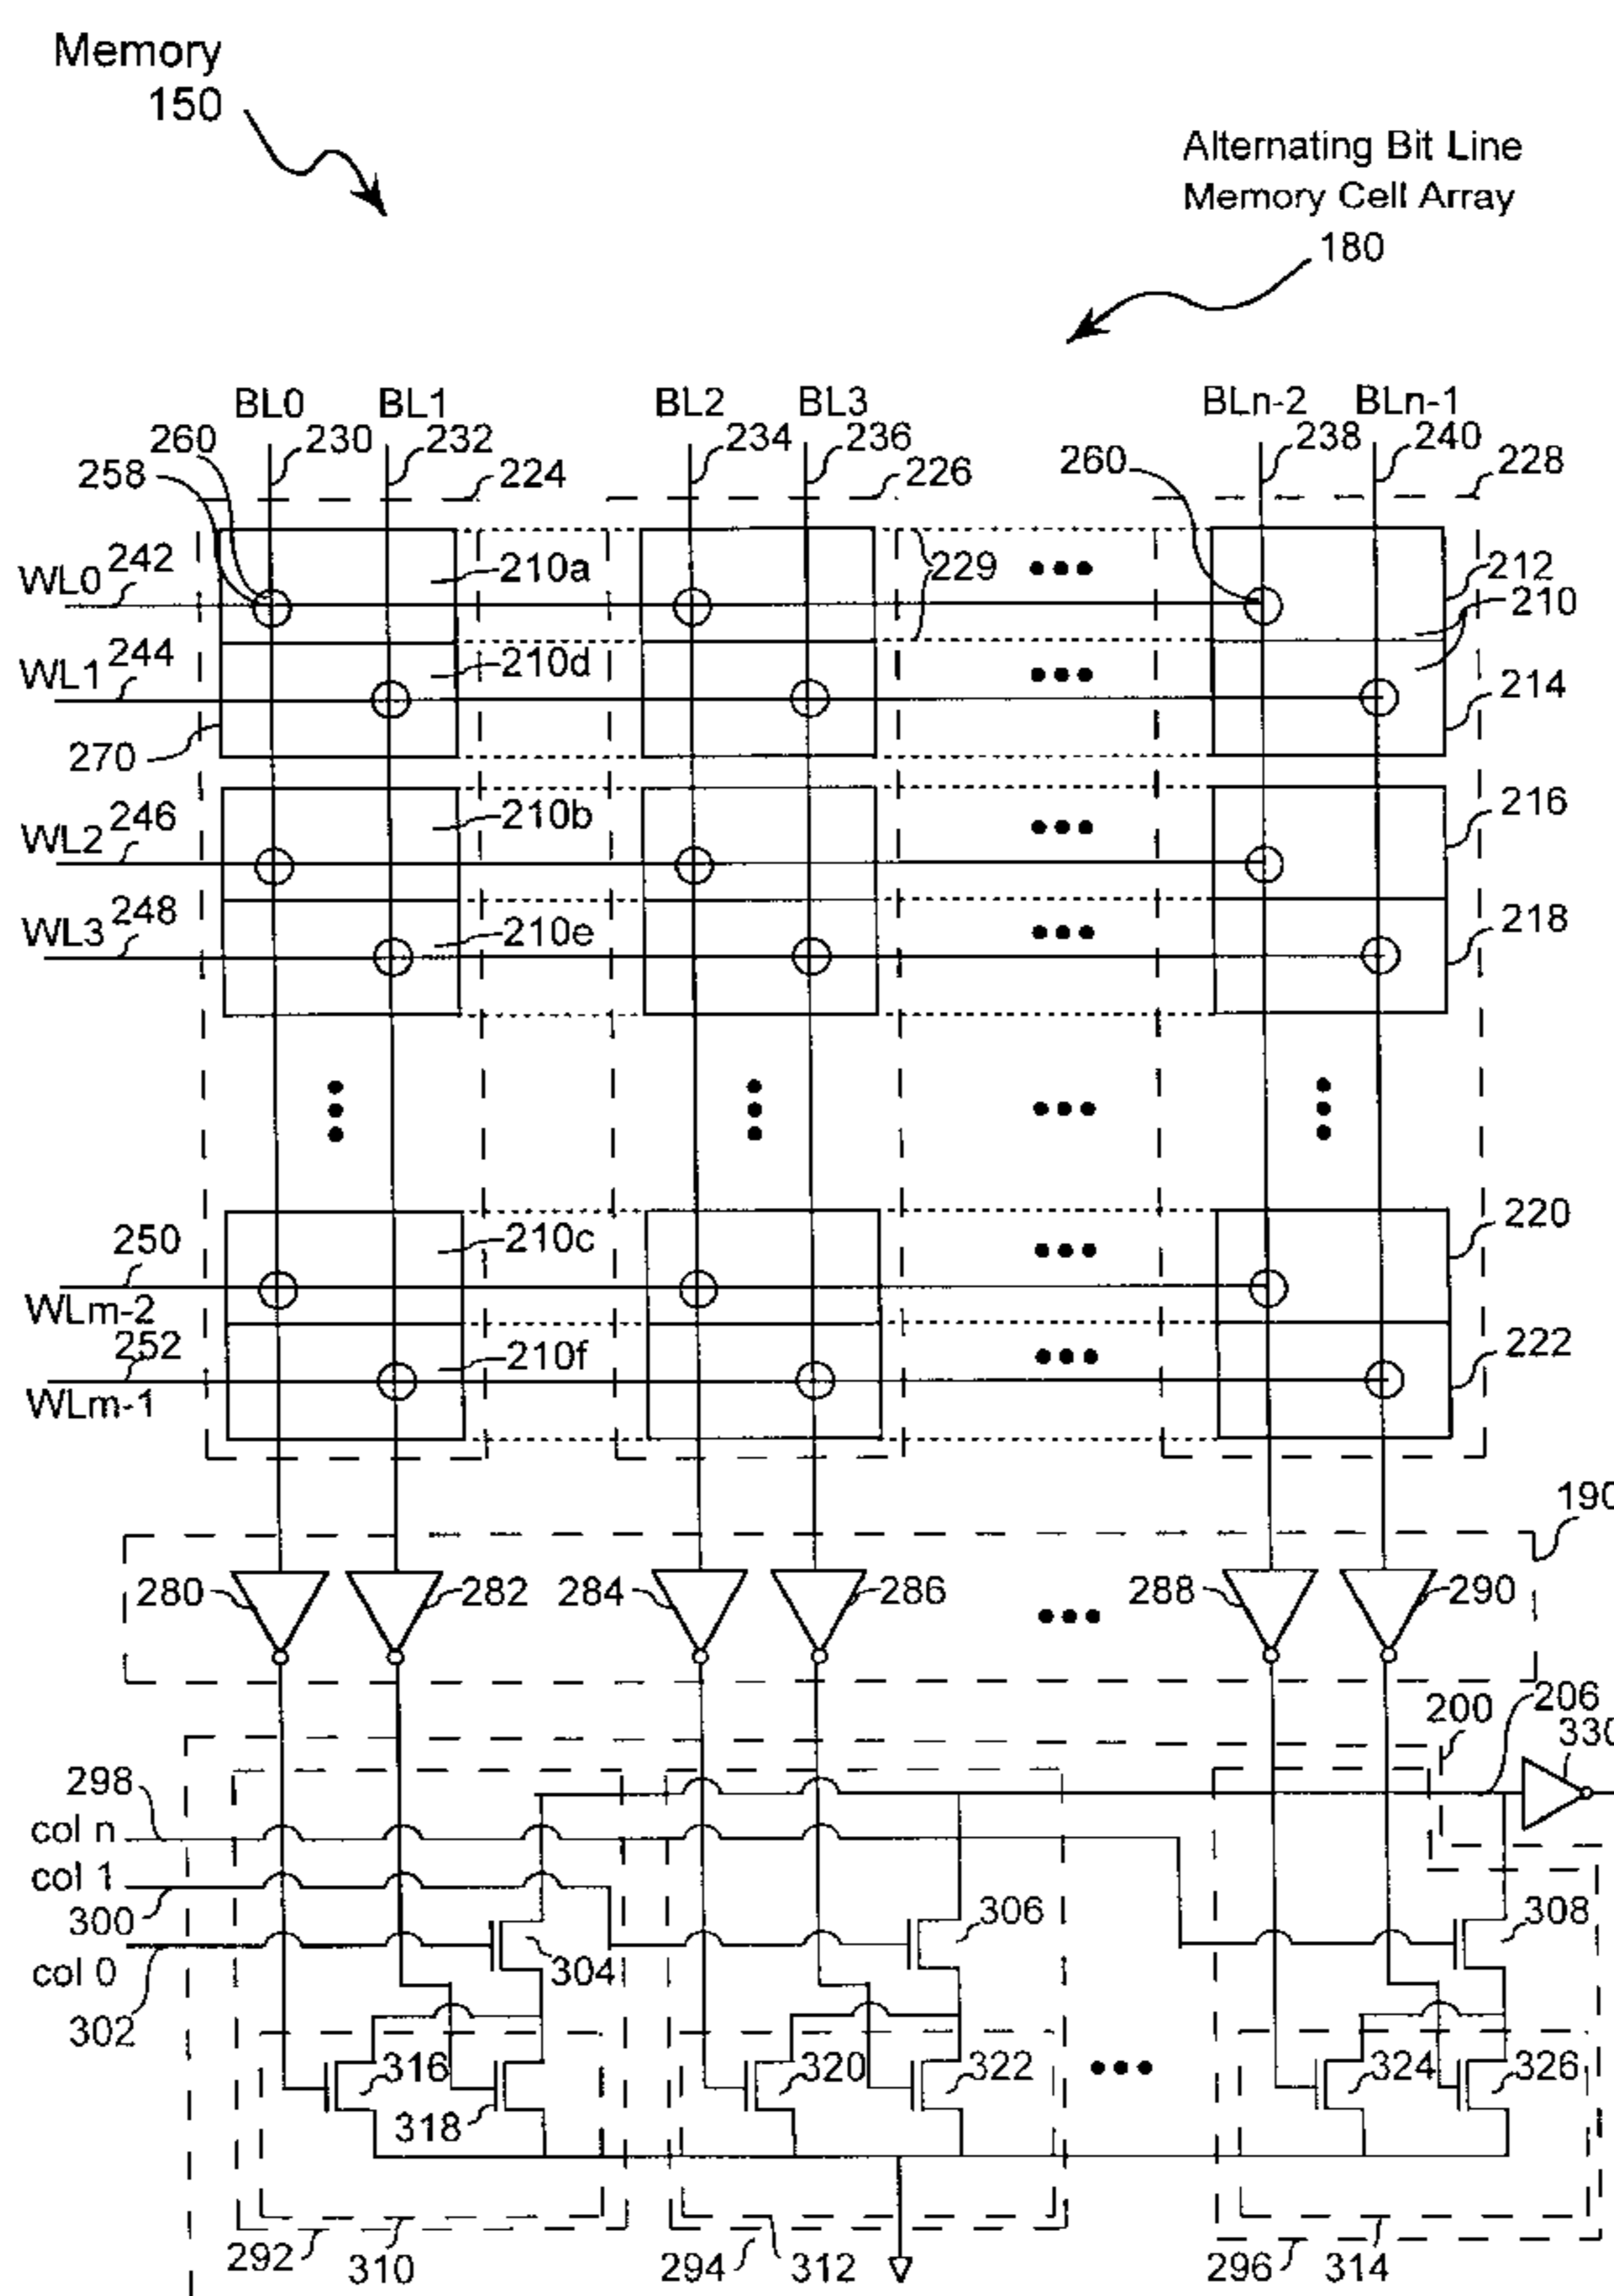 Memory
150
Alternating Bit Line
Memory Cell Array
180
BL0 BL1 BL2 BL3 BLn-2 BLn-1
260 230 232 234 236 238 240
258 224 226 260 228
WL0 242 210a 229 ••• 212
210
WL1 244 210d ••• 214
270
WL2 246 210b ••• 216
WL3 248 210e ••• 218
•••
250 210c ••• 220
WLm-2
252 210f ••• 222
WLm-1
190
280 282 284 286 ••• 288 290
200 206
330
298
col n
col 1
300 306 308
col 0 304
302
316 320 322 ••• 324 326
318
292 310 294 312 296 314